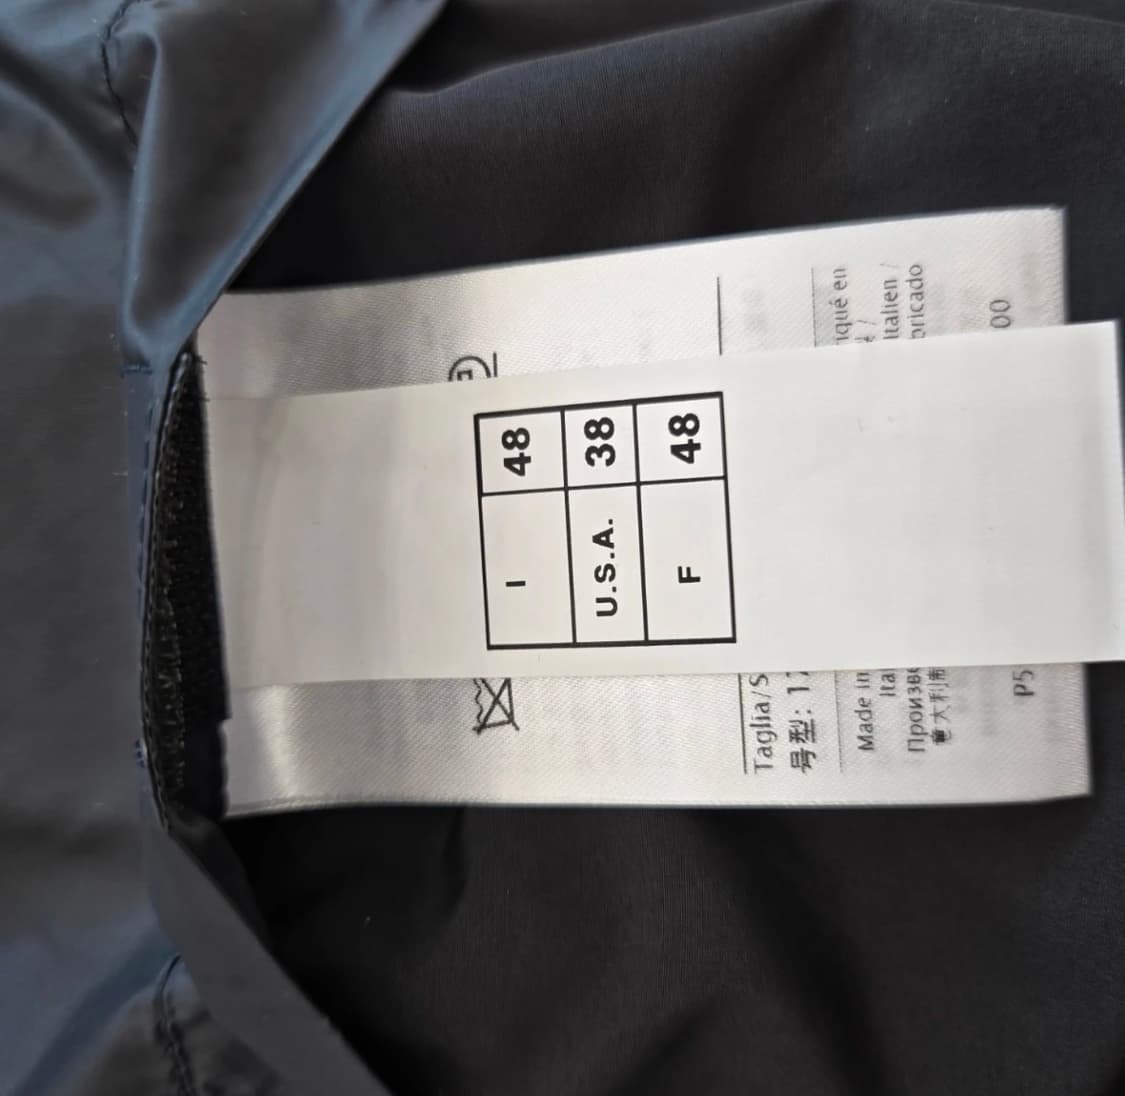 I 48
U.S.A. 38
F 48
Taglia/S
号型: 17
Made in iqué en
Ita /
Italien /
Произве bricado
意大利制
P5 00